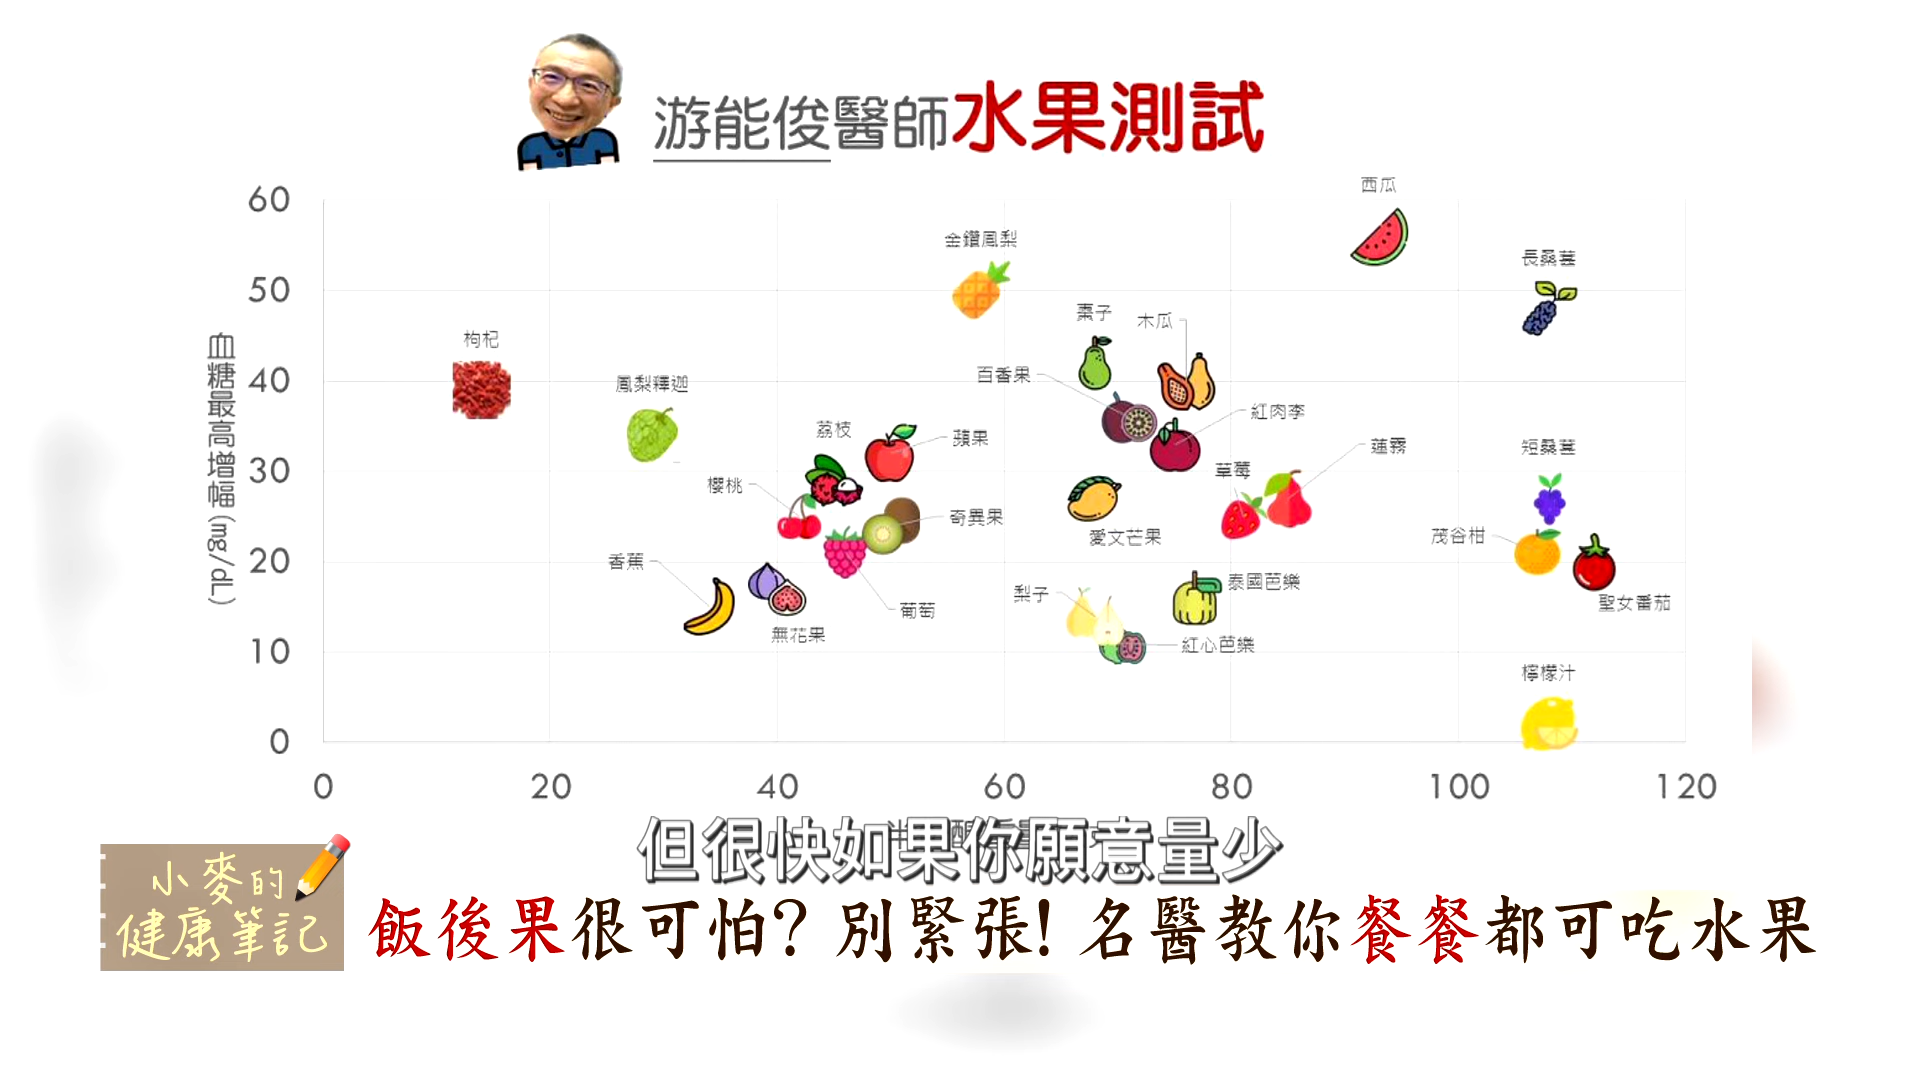 游能俊醫師水果測試
血糖最高增幅(mg/dL)
60
50
40
30
20
10
0
0 20 40 60 80 100 120
西瓜
金鑽鳳梨
長桑葚
棗子
木瓜
枸杞
百香果
鳳梨釋迦
紅肉李
荔枝
蘋果
蓮霧
短桑葚
草莓
櫻桃
奇異果
愛文芒果
茂谷柑
香蕉
泰國芭樂
梨子
聖女番茄
葡萄
無花果
紅心芭樂
檸檬汁
但很快如果你願意量少
小麥的
健康筆記
飯後果很可怕? 別緊張! 名醫教你餐餐都可吃水果